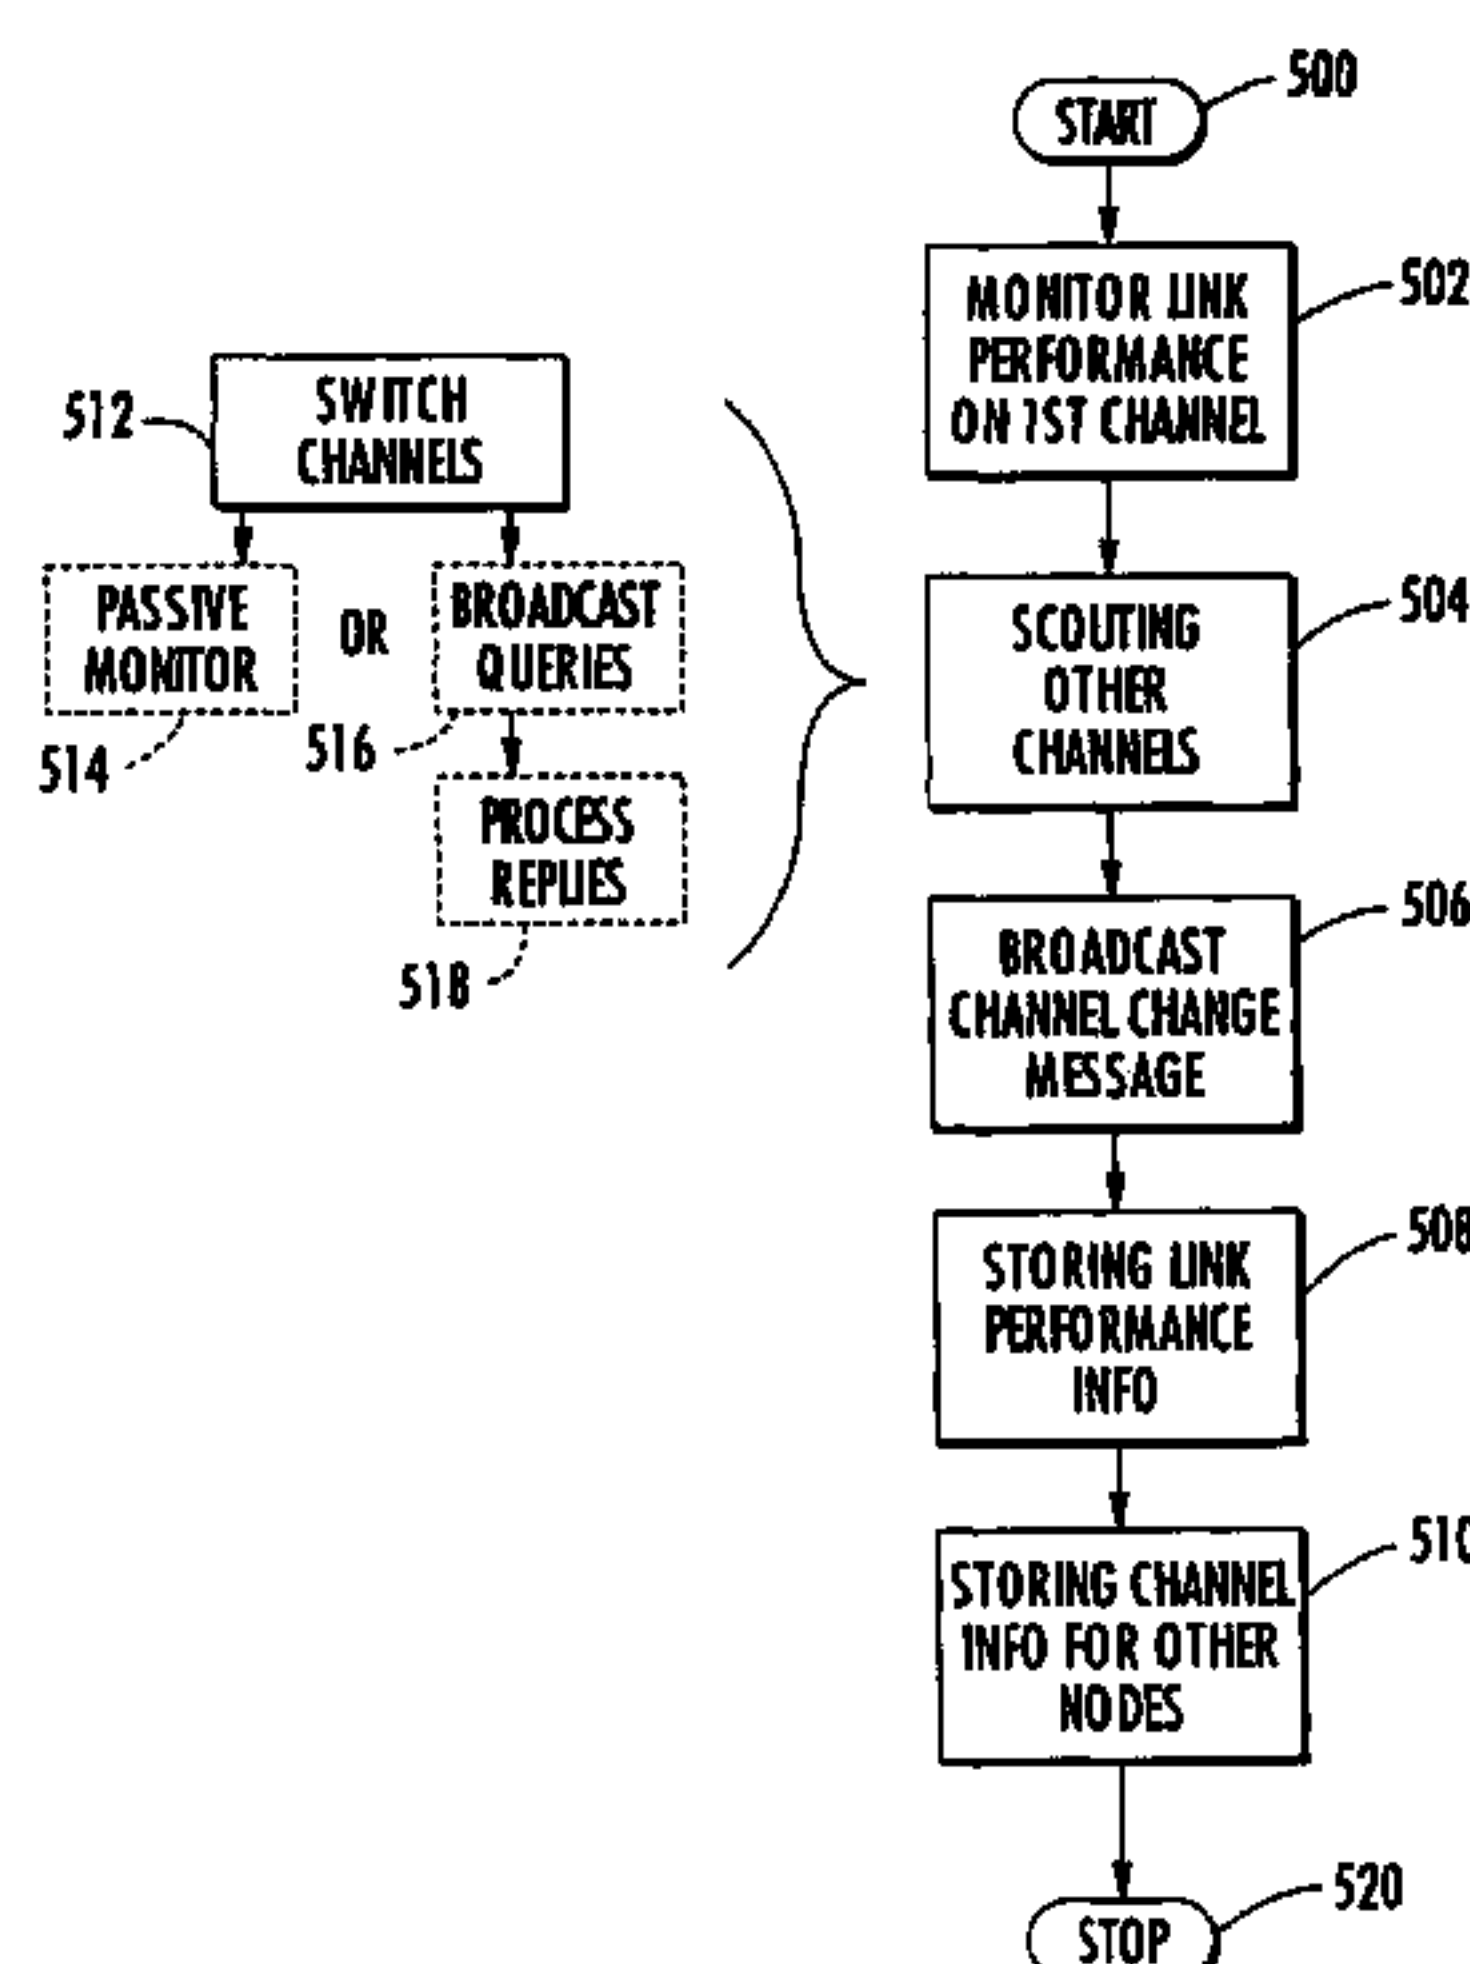 500
START
502
MONITOR LINK
PERFORMANCE
ON 1ST CHANNEL
512
SWITCH
CHANNELS
PASSIVE
MONITOR
OR
BROADCAST
QUERIES
514
516
PROCESS
REPLIES
518
504
SCOUTING
OTHER
CHANNELS
506
BROADCAST
CHANNEL CHANGE
MESSAGE
508
STORING LINK
PERFORMANCE
INFO
510
STORING CHANNEL
INFO FOR OTHER
NODES
520
STOP